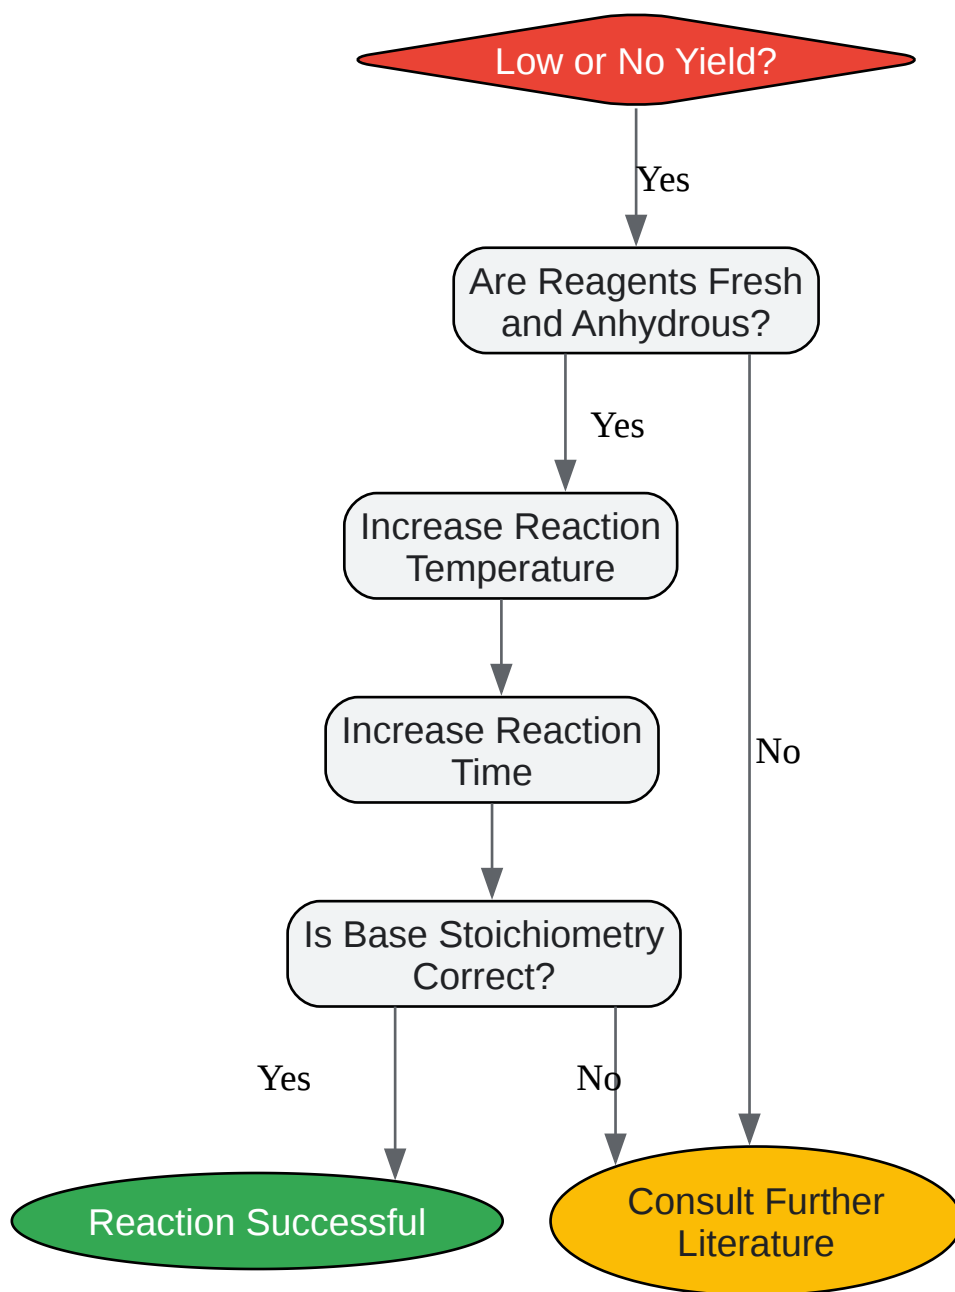 Low or No Yield?
Yes
Are Reagents Fresh
and Anhydrous?
Yes
Increase Reaction
Temperature
Increase Reaction
Time
No
Is Base Stoichiometry
Correct?
Yes
No
Reaction Successful
Consult Further
Literature